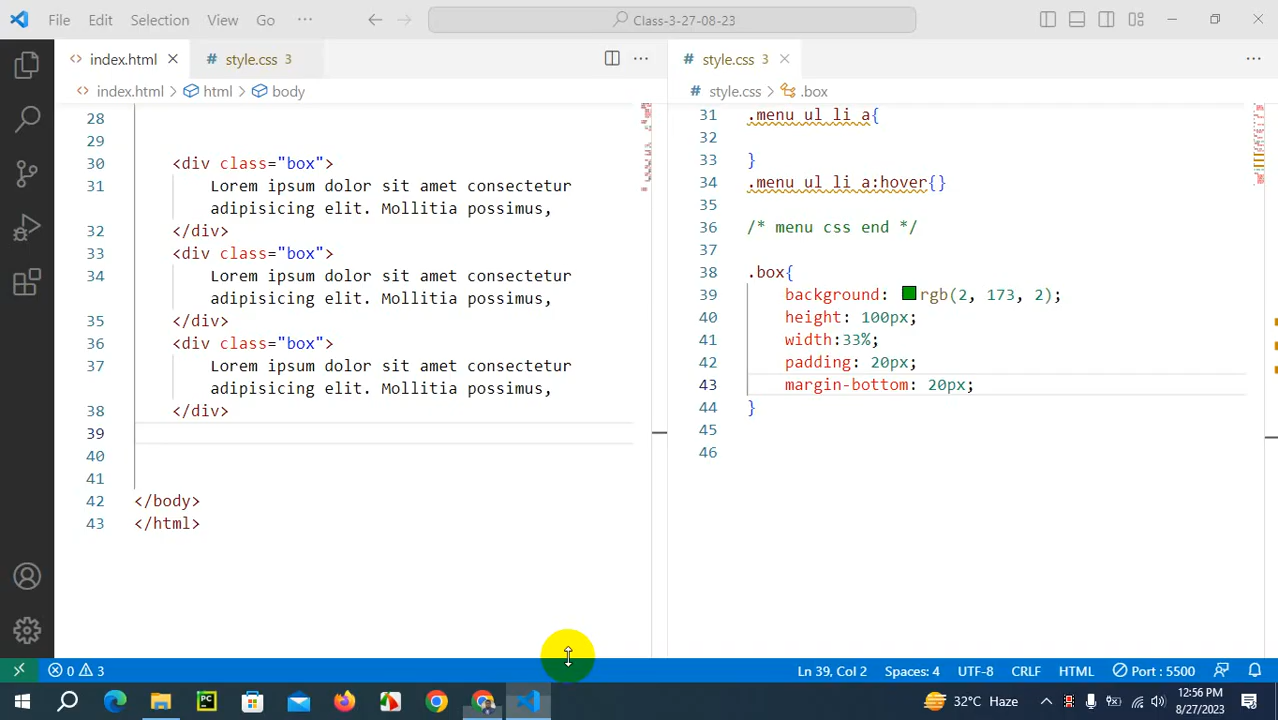 File Edit Selection View Go ··· Class-3-27-08-23
index.html style.css 3
index.html > html > body
28
29
30 <div class="box">
31 Lorem ipsum dolor sit amet consectetur
adipisicing elit. Mollitia possimus,
32 </div>
33 <div class="box">
34 Lorem ipsum dolor sit amet consectetur
adipisicing elit. Mollitia possimus,
35 </div>
36 <div class="box">
37 Lorem ipsum dolor sit amet consectetur
adipisicing elit. Mollitia possimus,
38 </div>
39
40
41
42 </body>
43 </html>
style.css 3
style.css > .box
31 .menu ul li a{
32
33 }
34 .menu ul li a:hover{}
35
36 /* menu css end */
37
38 .box{
39 background: rgb(2, 173, 2);
40 height: 100px;
41 width:33%;
42 padding: 20px;
43 margin-bottom: 20px;
44 }
45
46
0 3 Ln 39, Col 2 Spaces: 4 UTF-8 CRLF HTML Port : 5500
PC 32°C Haze 12:56 PM
8/27/2023